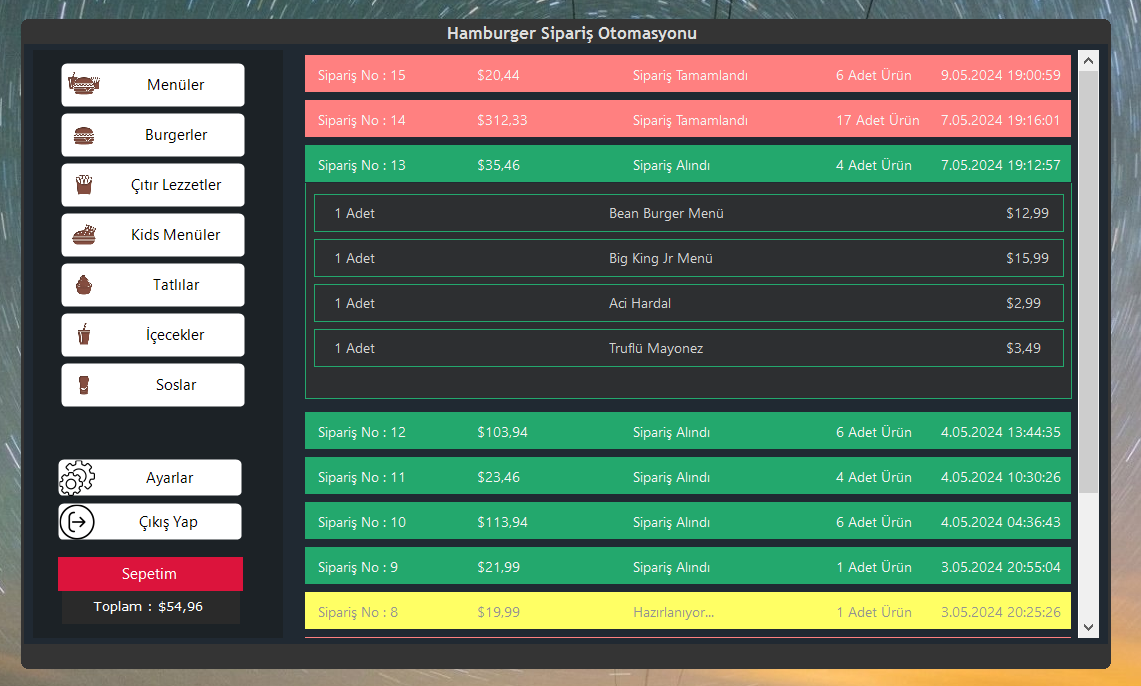 Hamburger Sipariş Otomasyonu
Menüler
Burgerler
Çıtır Lezzetler
Kids Menüler
Tatlılar
İçecekler
Soslar
Ayarlar
Çıkış Yap
Sepetim
Toplam : $54,96
Sipariş No : 15 $20,44 Sipariş Tamamlandı 6 Adet Ürün 9.05.2024 19:00:59
Sipariş No : 14 $312,33 Sipariş Tamamlandı 17 Adet Ürün 7.05.2024 19:16:01
Sipariş No : 13 $35,46 Sipariş Alındı 4 Adet Ürün 7.05.2024 19:12:57
1 Adet Bean Burger Menü $12,99
1 Adet Big King Jr Menü $15,99
1 Adet Aci Hardal $2,99
1 Adet Truflü Mayonez $3,49
Sipariş No : 12 $103,94 Sipariş Alındı 6 Adet Ürün 4.05.2024 13:44:35
Sipariş No : 11 $23,46 Sipariş Alındı 4 Adet Ürün 4.05.2024 10:30:26
Sipariş No : 10 $113,94 Sipariş Alındı 6 Adet Ürün 4.05.2024 04:36:43
Sipariş No : 9 $21,99 Sipariş Alındı 1 Adet Ürün 3.05.2024 20:55:04
Sipariş No : 8 $19,99 Hazırlanıyor... 1 Adet Ürün 3.05.2024 20:25:26